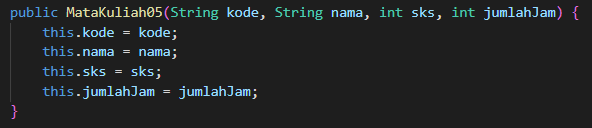 public MataKuliah05(String kode, String nama, int sks, int jumlahJam) {
    this.kode = kode;
    this.nama = nama;
    this.sks = sks;
    this.jumlahJam = jumlahJam;
}